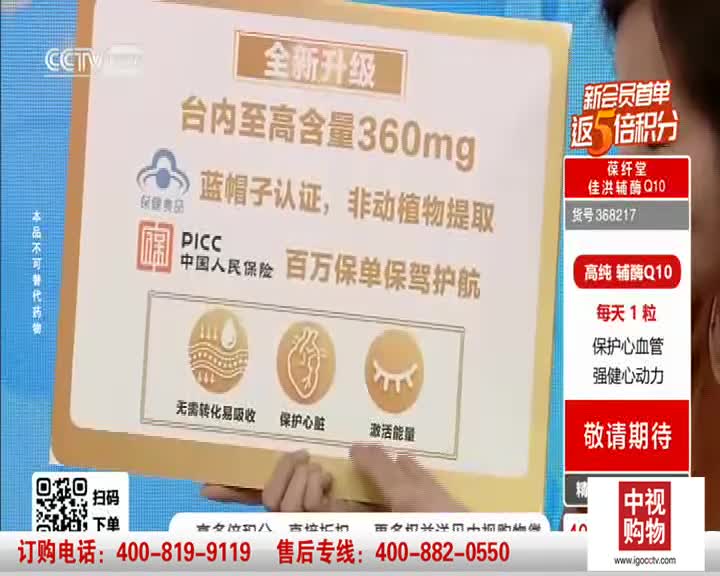 CCTV
全新升级
台内至高含量360mg
保健食品
蓝帽子认证，非动植物提取
PICC
中国人民保险
百万保单保驾护航
无需转化易吸收
保护心脏
激活能量
本品不可替代药物
新会员首单
返5倍积分
葆纤堂
佳洪辅酶Q10
货号368217
高纯 辅酶Q10
每天1粒
保护心血管
强健心动力
敬请期待
精
扫码
下单
中视
购物
www.igocctv.com
订购电话：400-819-9119 售后专线：400-882-0550